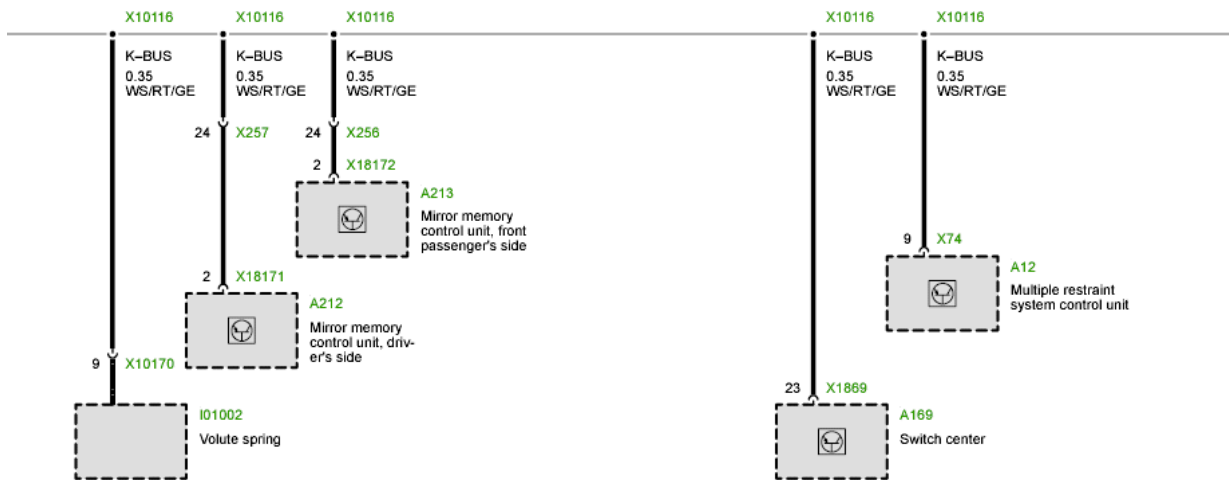 X10116
X10116
X10116
X10116
X10116
K–BUS
0.35
WS/RT/GE
K–BUS
0.35
WS/RT/GE
K–BUS
0.35
WS/RT/GE
K–BUS
0.35
WS/RT/GE
K–BUS
0.35
WS/RT/GE
24 X257
24 X256
2 X18172
A213
Mirror memory
control unit, front
passenger's side
9 X74
A12
Multiple restraint
system control unit
2 X18171
A212
Mirror memory
control unit, driv-
er's side
9 X10170
I01002
Volute spring
23 X1869
A169
Switch center